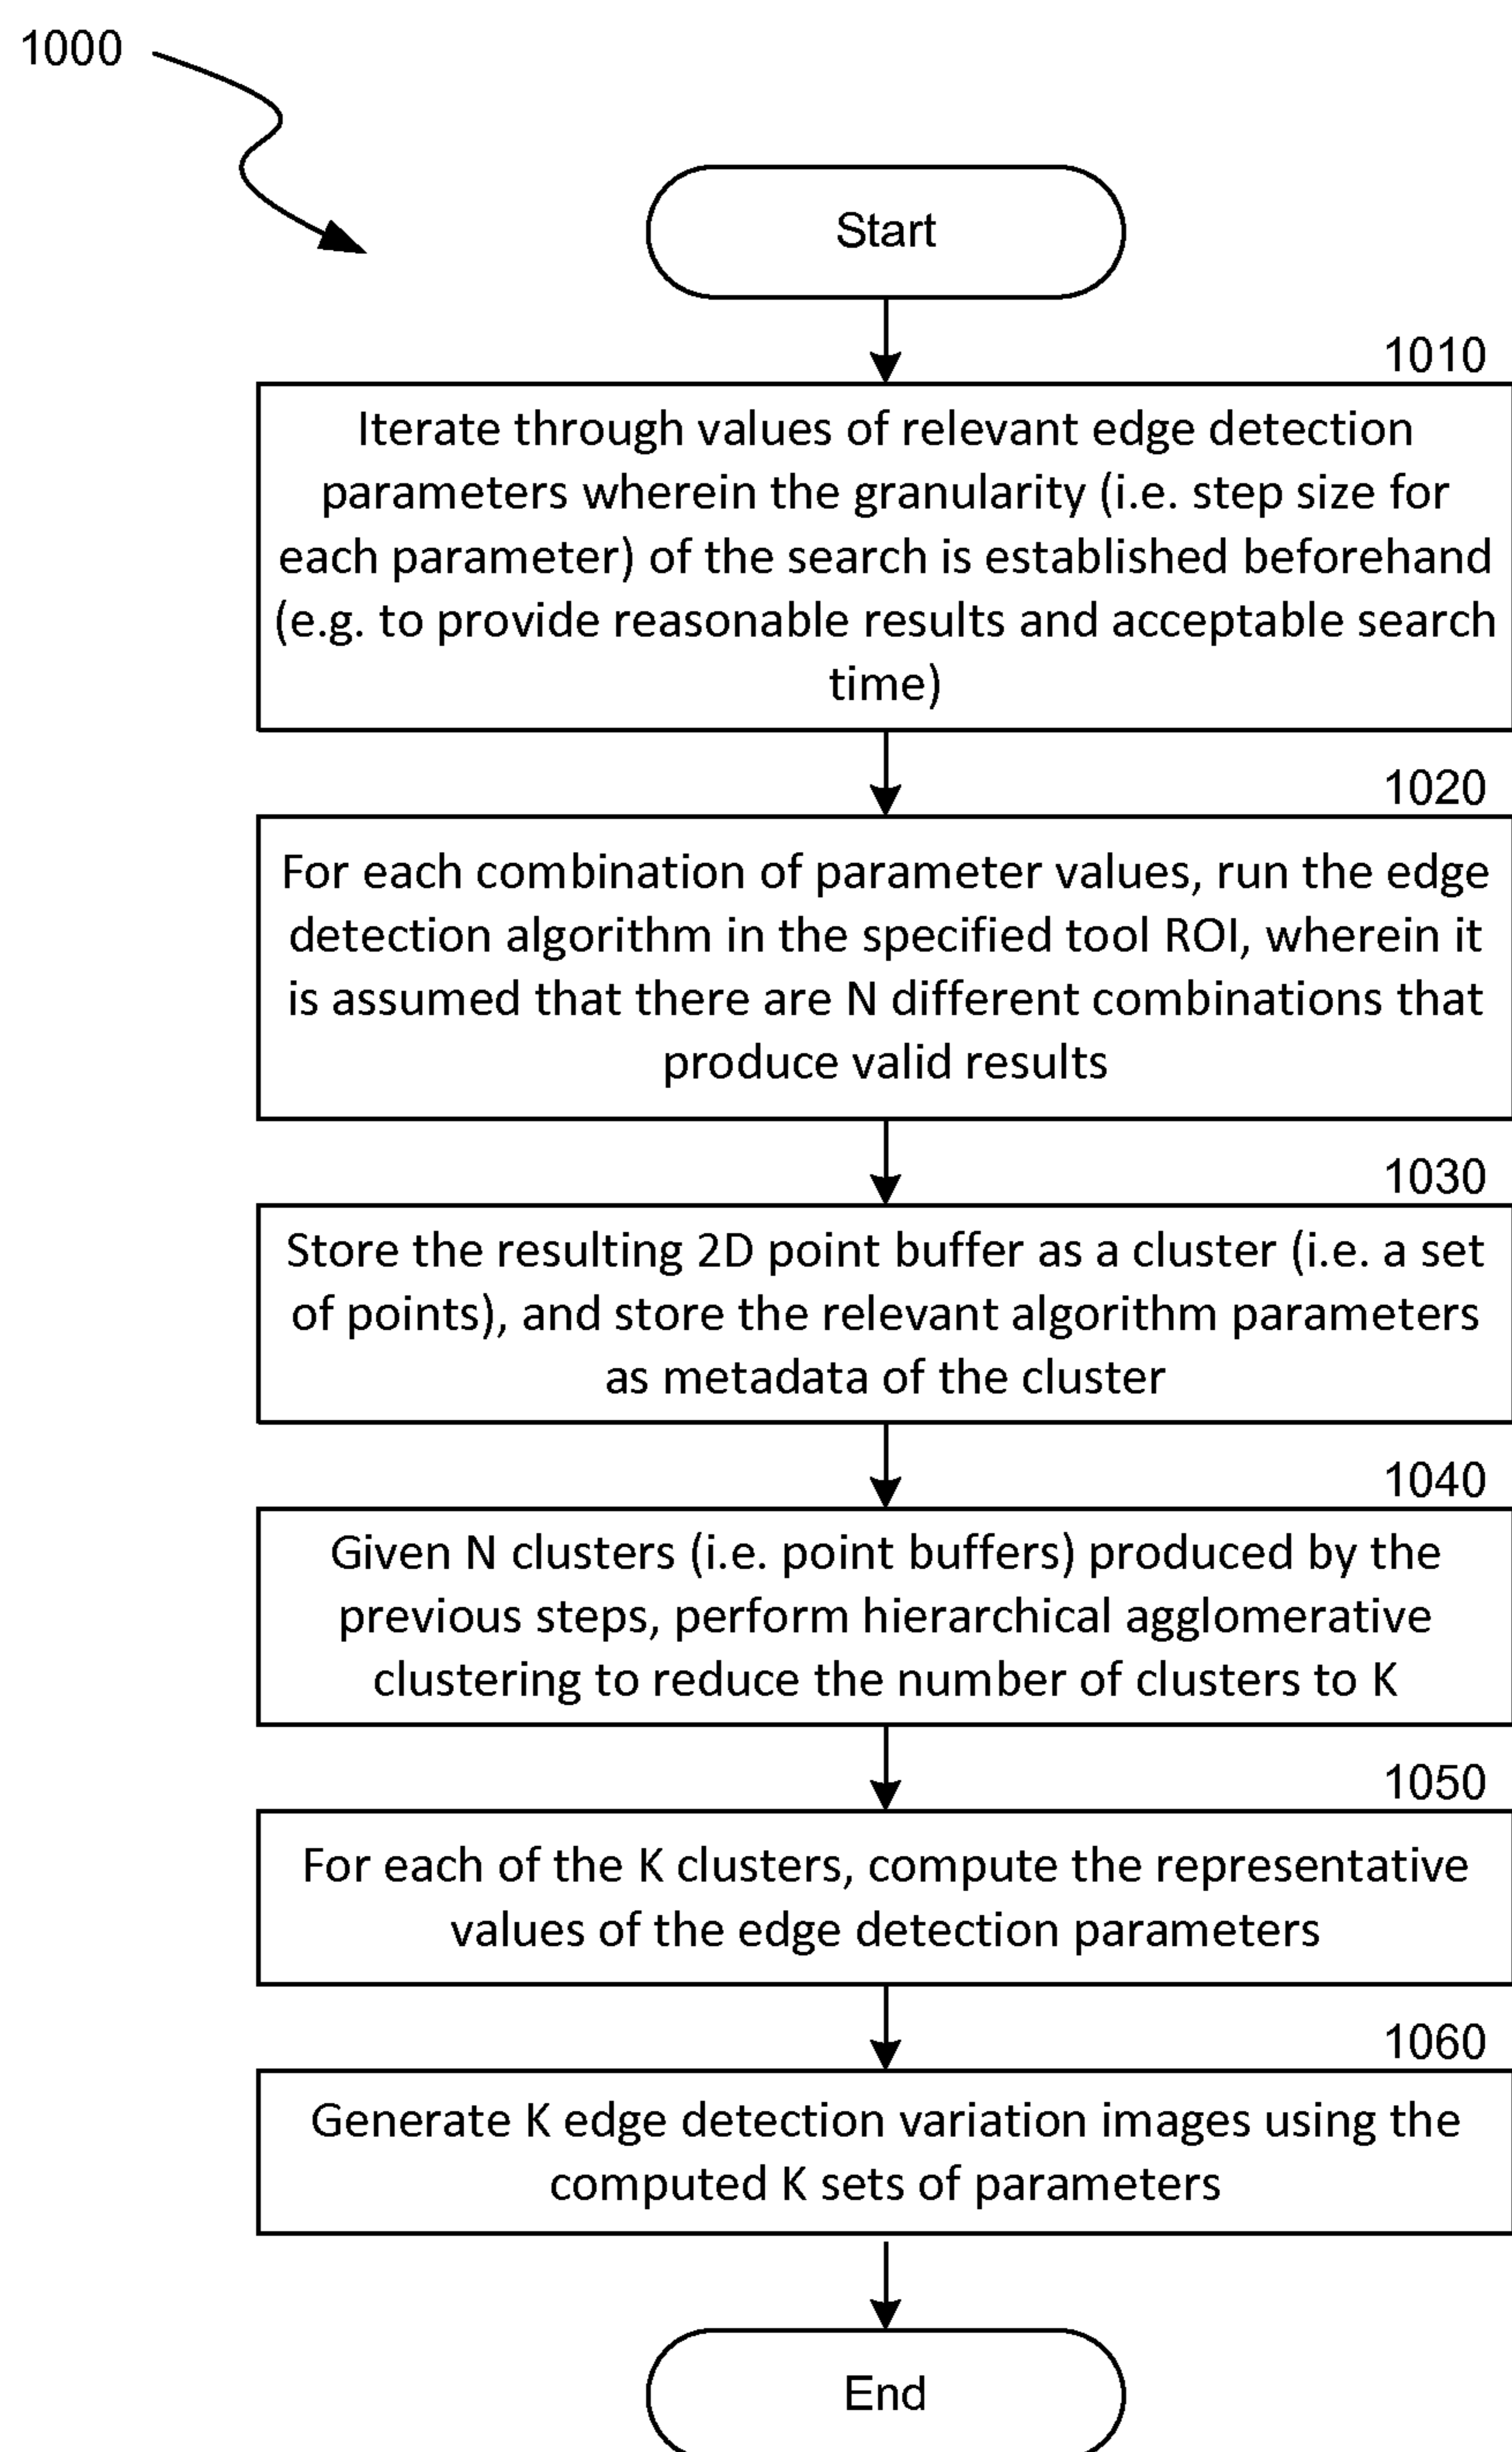 1000
Start
1010
Iterate through values of relevant edge detection
parameters wherein the granularity (i.e. step size for
each parameter) of the search is established beforehand
(e.g. to provide reasonable results and acceptable search
time)
1020
For each combination of parameter values, run the edge
detection algorithm in the specified tool ROI, wherein it
is assumed that there are N different combinations that
produce valid results
1030
Store the resulting 2D point buffer as a cluster (i.e. a set
of points), and store the relevant algorithm parameters
as metadata of the cluster
1040
Given N clusters (i.e. point buffers) produced by the
previous steps, perform hierarchical agglomerative
clustering to reduce the number of clusters to K
1050
For each of the K clusters, compute the representative
values of the edge detection parameters
1060
Generate K edge detection variation images using the
computed K sets of parameters
End